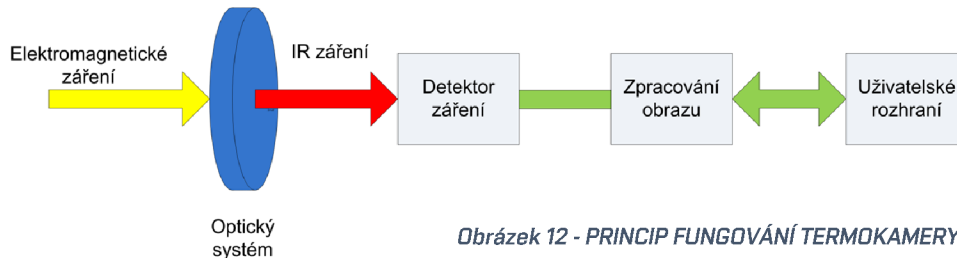 Elektromagnetické
záření
IR záření
Detektor
záření
Zpracování
obrazu
Uživatelské
rozhraní
Optický
systém
Obrázek 12 - PRINCIP FUNGOVÁNÍ TERMOKAMERY